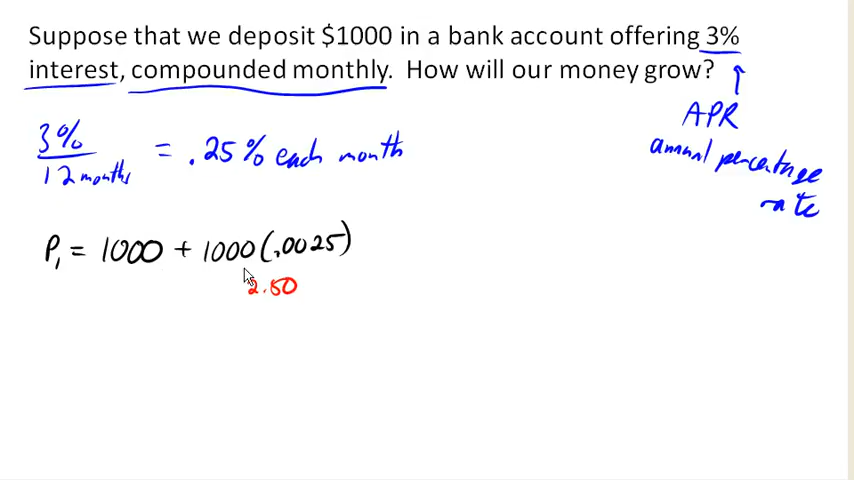 Suppose that we deposit $1000 in a bank account offering 3%
interest, compounded monthly. How will our money grow?
APR
annual percentage
rate
3%
12 months
= .25% each month
P₁ = 1000 + 1000(.0025)
2.50